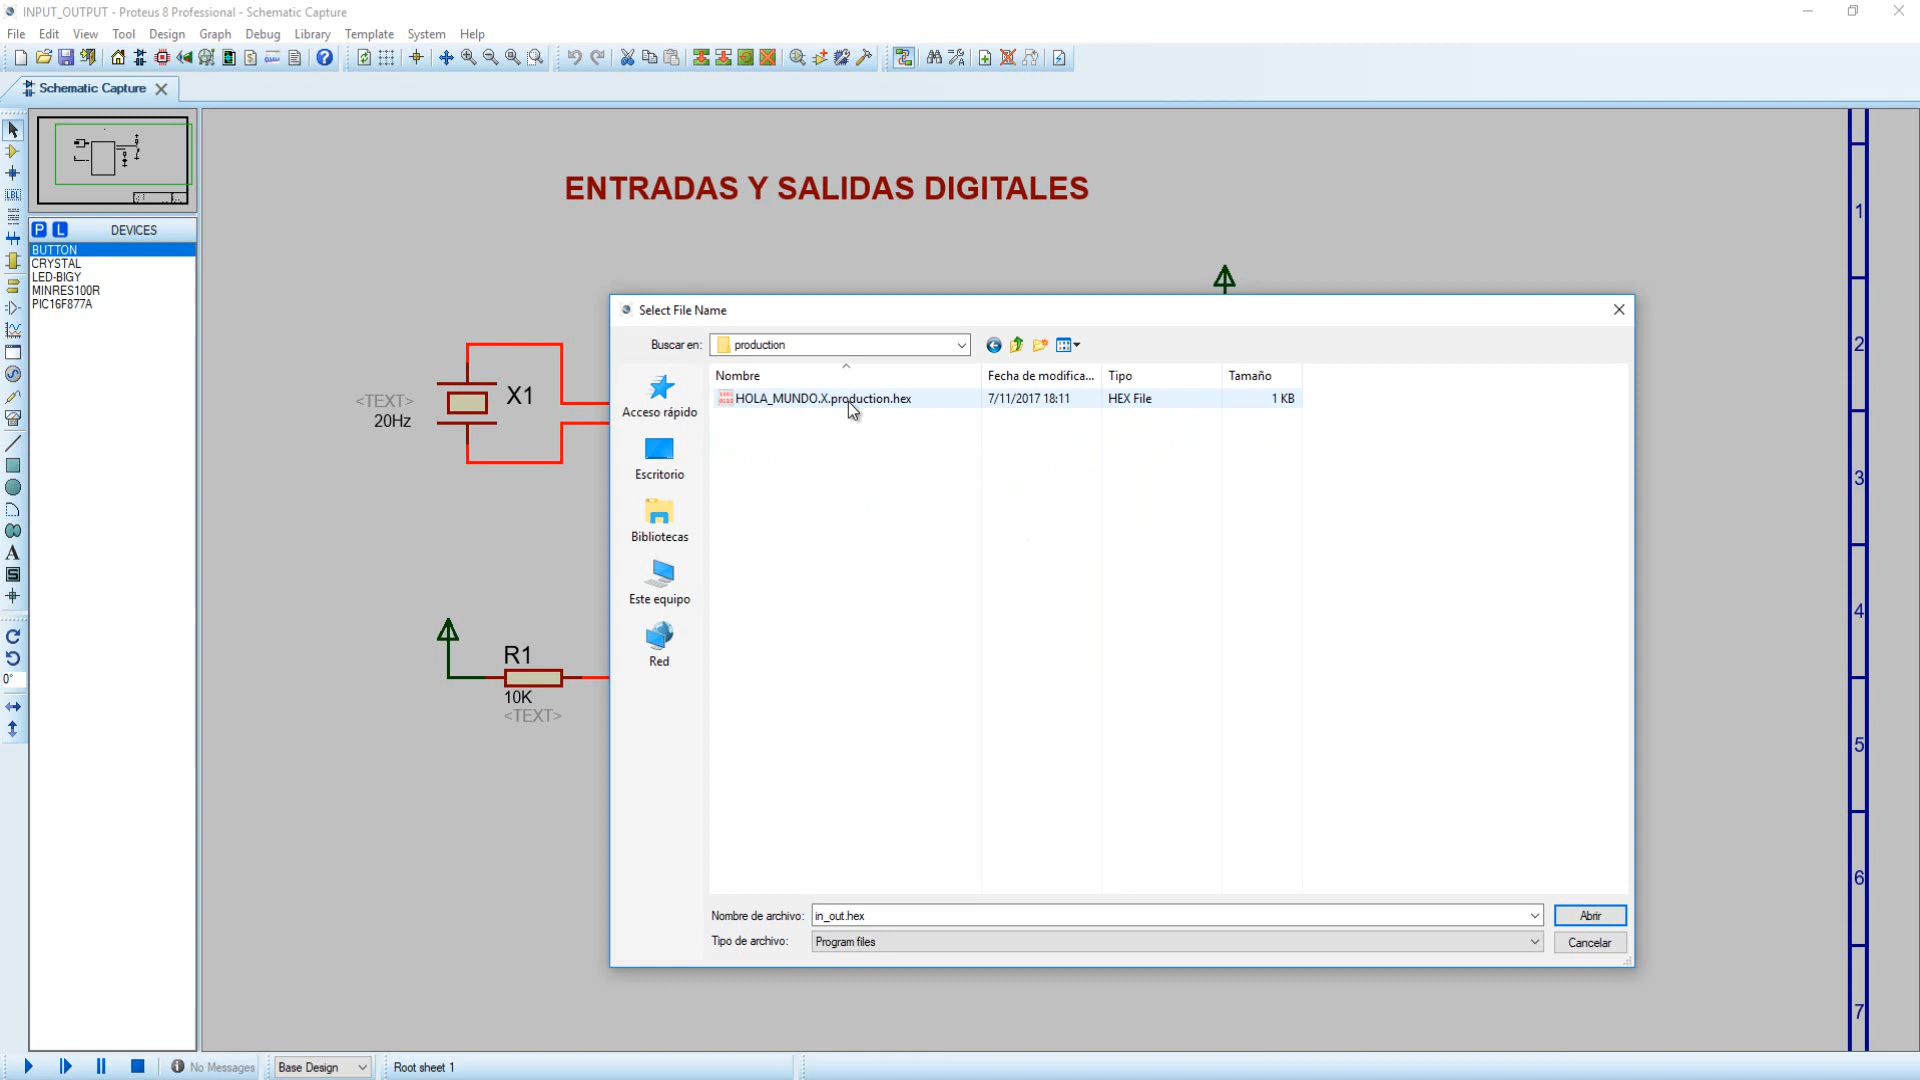 INPUT_OUTPUT - Proteus 8 Professional - Schematic Capture
File Edit View Tool Design Graph Debug Library Template System Help
Schematic Capture
ENTRADAS Y SALIDAS DIGITALES
P L DEVICES
BUTTON
CRYSTAL
LED-BIGY
MINRES100R
PIC16F877A
LBL
A
S
0°
X1
<TEXT>
20Hz
R1
10K
<TEXT>
Select File Name
Buscar en: production
Nombre Fecha de modifica... Tipo Tamaño
HOLA_MUNDO.X.production.hex 7/11/2017 18:11 HEX File 1 KB
Acceso rápido
Escritorio
Bibliotecas
Este equipo
Red
Nombre de archivo: in_out.hex Abrir
Tipo de archivo: Program files Cancelar
1
2
3
4
5
6
7
No Messages Base Design Root sheet 1